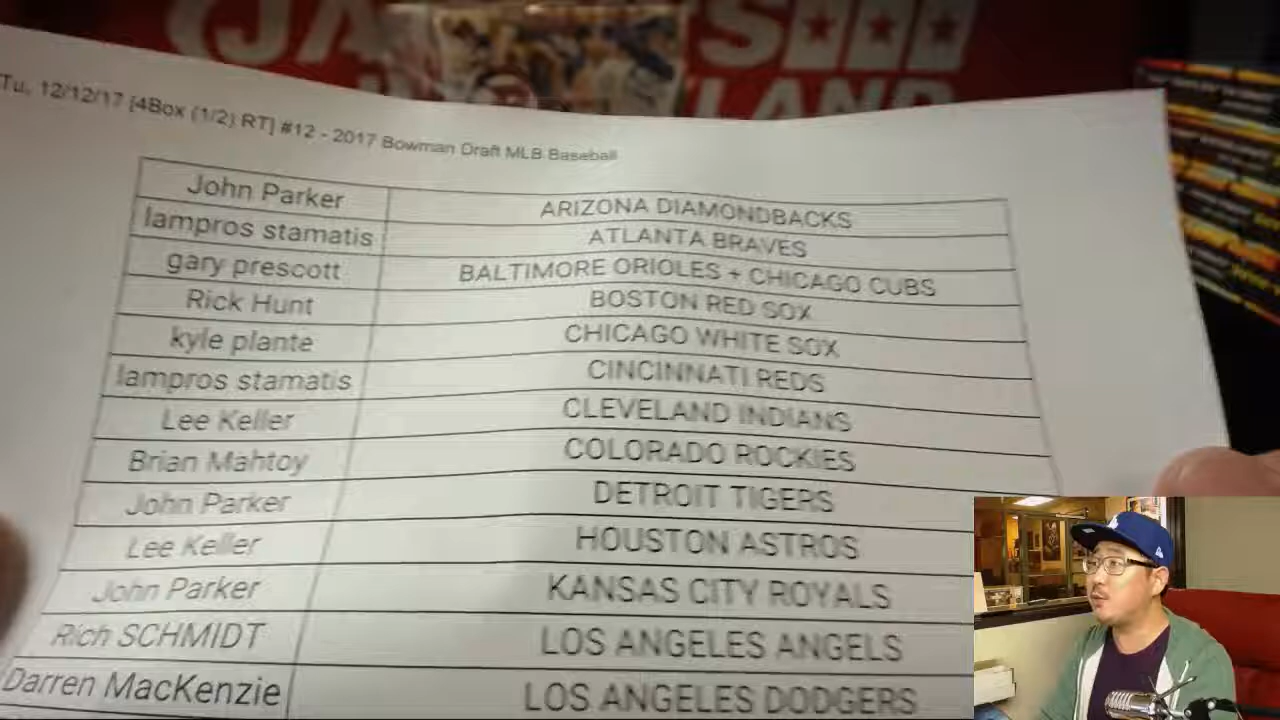 Tu, 12/12/17 [4Box (1/2) RT] #12 - 2017 Bowman Draft MLB Baseball
John Parker ARIZONA DIAMONDBACKS
lampros stamatis ATLANTA BRAVES
gary prescott BALTIMORE ORIOLES + CHICAGO CUBS
Rick Hunt BOSTON RED SOX
kyle plante CHICAGO WHITE SOX
lampros stamatis CINCINNATI REDS
Lee Keller CLEVELAND INDIANS
Brian Mahtoy COLORADO ROCKIES
John Parker DETROIT TIGERS
Lee Keller HOUSTON ASTROS
John Parker KANSAS CITY ROYALS
Rich SCHMIDT LOS ANGELES ANGELS
Darren MacKenzie LOS ANGELES DODGERS